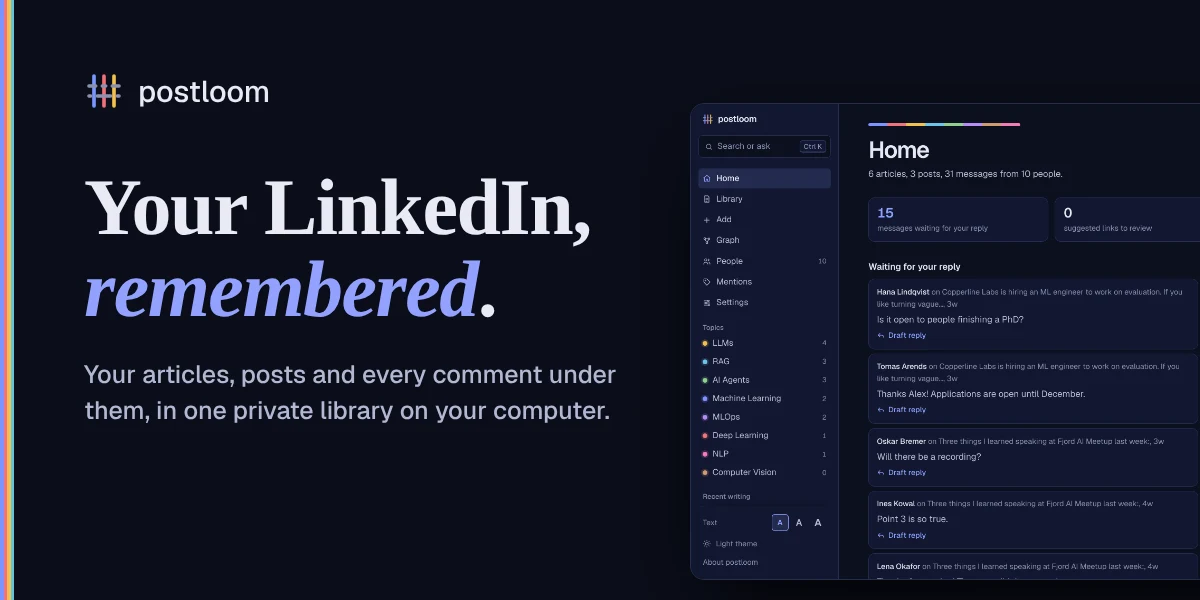 postloom
Your LinkedIn,
remembered.
Your articles, posts and every comment under
them, in one private library on your computer.
postloom
Search or ask
Ctrl K
Home
Library
Add
Graph
People 10
Mentions
Settings
Topics
LLMs 4
RAG 3
AI Agents 3
Machine Learning 2
MLOps 2
Deep Learning 1
NLP 1
Computer Vision 0
Recent writing
Text A A A
Light theme
About postloom
Home
6 articles, 3 posts, 31 messages from 10 people.
15
messages waiting for your reply
0
suggested links to review
Waiting for your reply
Hana Lindqvist on Copperline Labs is hiring an ML engineer to work on evaluation. If you
like turning vague... 3w
Is it open to people finishing a PhD?
Draft reply
Tomas Arends on Copperline Labs is hiring an ML engineer to work on evaluation. If you
like turning vague... 3w
Thanks Alex! Applications are open until December.
Draft reply
Oskar Bremer on Three things I learned speaking at Fjord AI Meetup last week:, 3w
Will there be a recording?
Draft reply
Ines Kowal on Three things I learned speaking at Fjord AI Meetup last week:, 4w
Point 3 is so true.
Draft reply
Lena Okafor on Three things I learned speaking at Fjord AI Meetup last week:, 4w